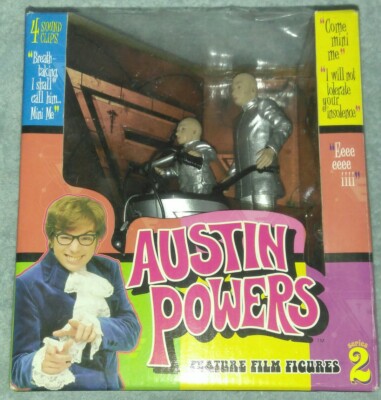 4 SOUND
CLIPS
"Breath-
taking
I shall
call him...
Mini Me"
"Come,
mini
me"
"I will not
tolerate
your
insolence"
"Eeee
eeee
iiii"
AUSTIN
POWERS
TM
FEATURE FILM FIGURES
series
2